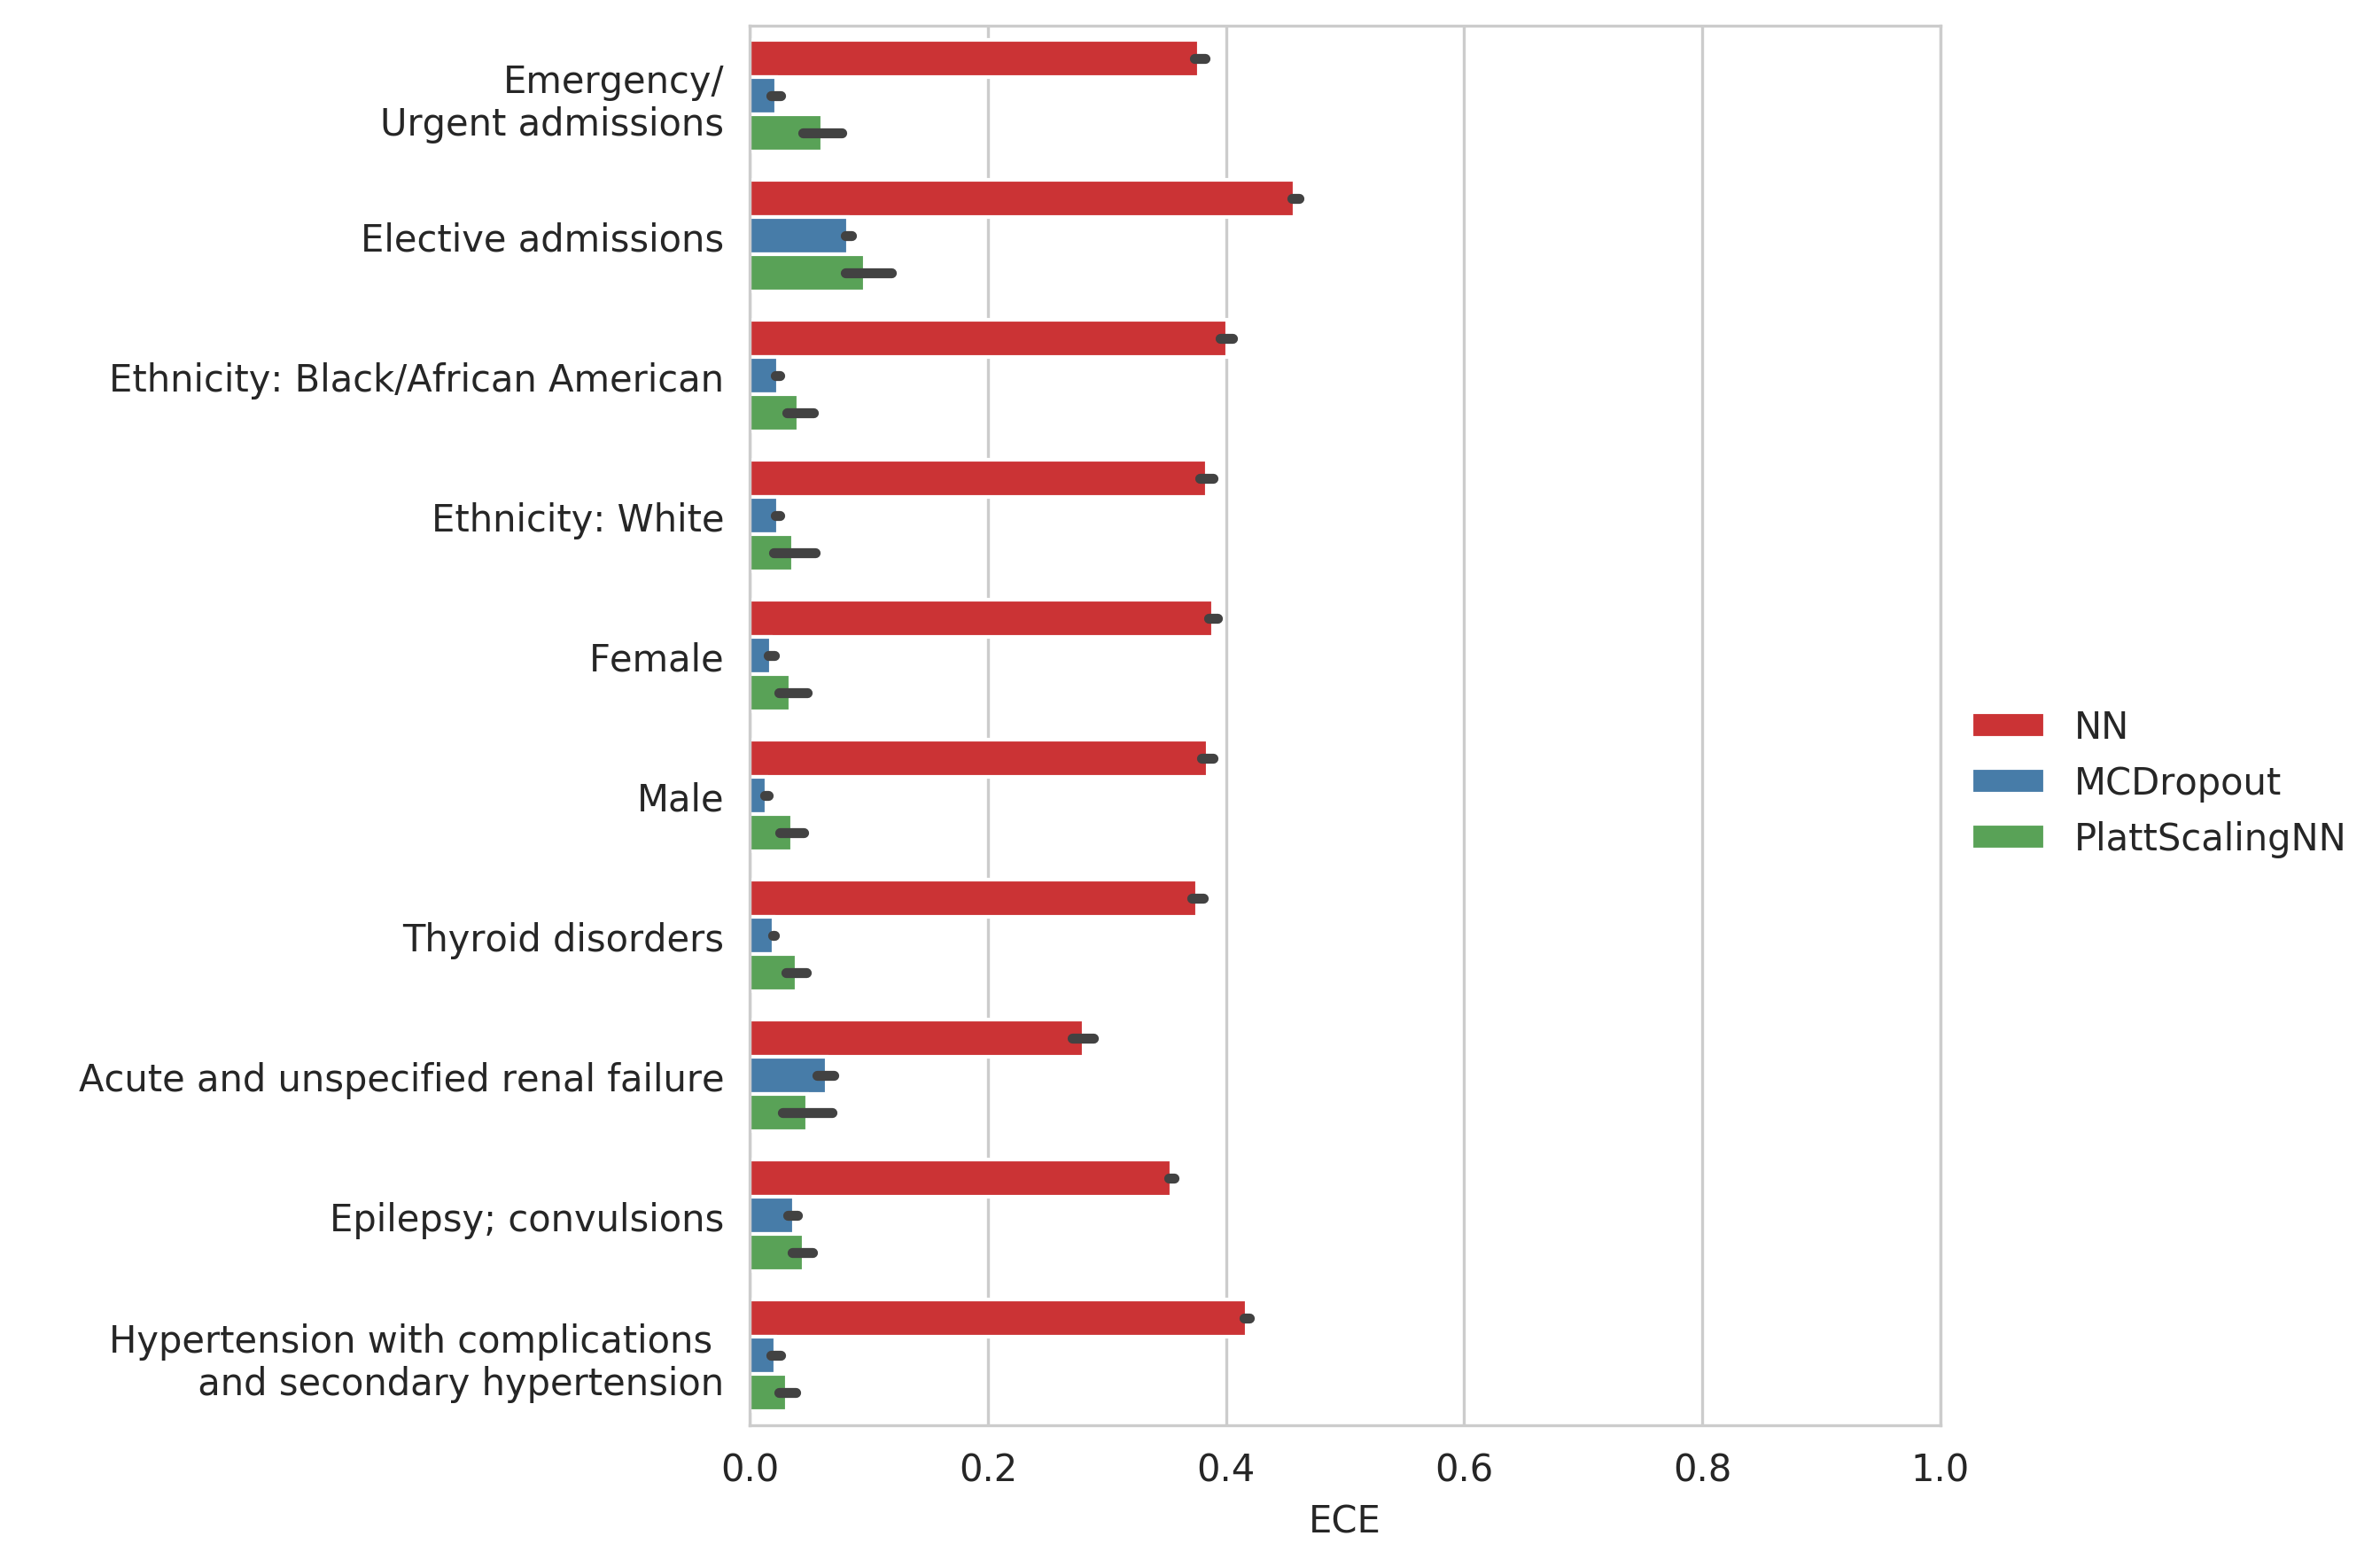 Emergency/
Urgent admissions
Elective admissions
Ethnicity: Black/African American
Ethnicity: White
Female
Male
Thyroid disorders
Acute and unspecified renal failure
Epilepsy; convulsions
Hypertension with complications
and secondary hypertension
0.0 0.2 0.4 0.6 0.8 1.0
ECE
NN
MCDropout
PlattScalingNN